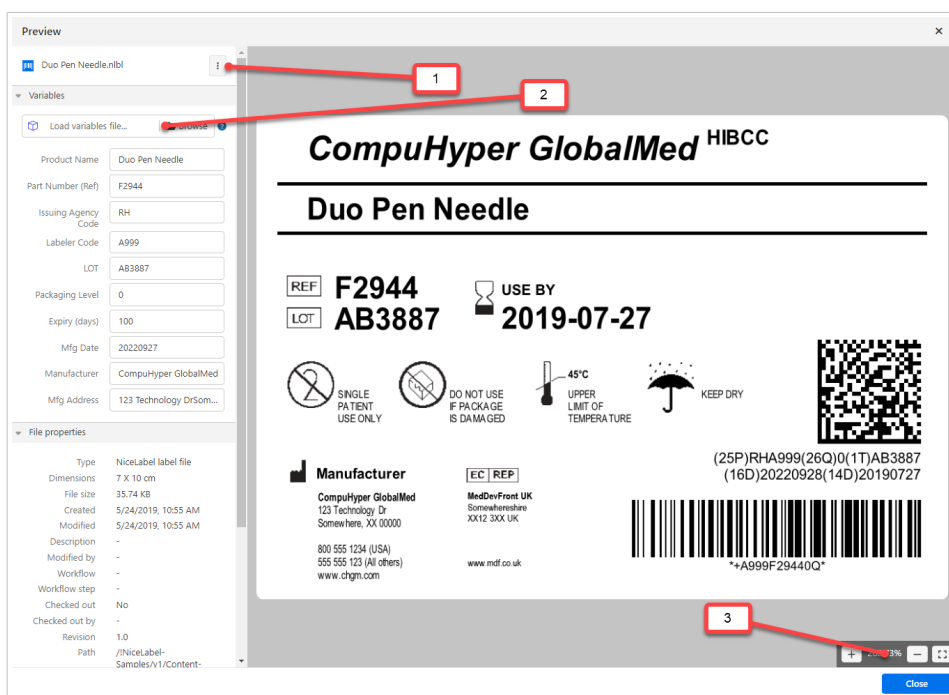 Preview
×
Duo Pen Needle.nlbl
1
Variables
2
Load variables file...
Browse
Product Name Duo Pen Needle
Part Number (Ref) F2944
Issuing Agency Code RH
Labeler Code A999
LOT AB3887
Packaging Level 0
Expiry (days) 100
Mfg Date 20220927
Manufacturer CompuHyper GlobalMed
Mfg Address 123 Technology DrSom...
File properties
Type NiceLabel label file
Dimensions 7 X 10 cm
File size 35.74 KB
Created 5/24/2019, 10:55 AM
Modified 5/24/2019, 10:55 AM
Description -
Modified by -
Workflow -
Workflow step -
Checked out No
Checked out by -
Revision 1.0
Path /!NiceLabel-
Samples/v1/Content-
CompuHyper GlobalMed HIBCC
Duo Pen Needle
REF F2944
LOT AB3887
USE BY
2019-07-27
2
SINGLE
PATIENT
USE ONLY
DO NOT USE
IF PACKAGE
IS DAMAGED
45°C
UPPER
LIMIT OF
TEMPERATURE
KEEP DRY
(25P)RHA999(26Q)0(1T)AB3887
(16D)20220928(14D)20190727
Manufacturer
CompuHyper GlobalMed
123 Technology Dr
Somewhere, XX 00000
800 555 1234 (USA)
555 555 123 (All others)
www.chgm.com
EC REP
MedDevFront UK
Somewhereshire
XX12 3XX UK
www.mdf.co.uk
*+A999F29440Q*
3
+
−
Close